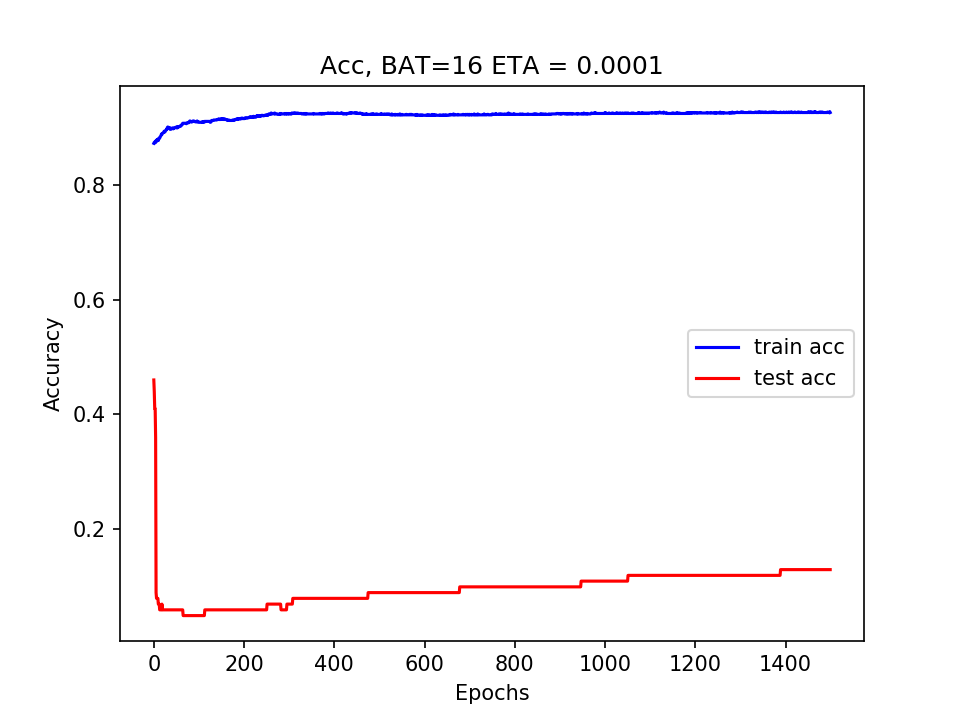 Acc, BAT=16 ETA = 0.0001
Accuracy
0.8
0.6
0.4
0.2
train acc
test acc
0 200 400 600 800 1000 1200 1400
Epochs